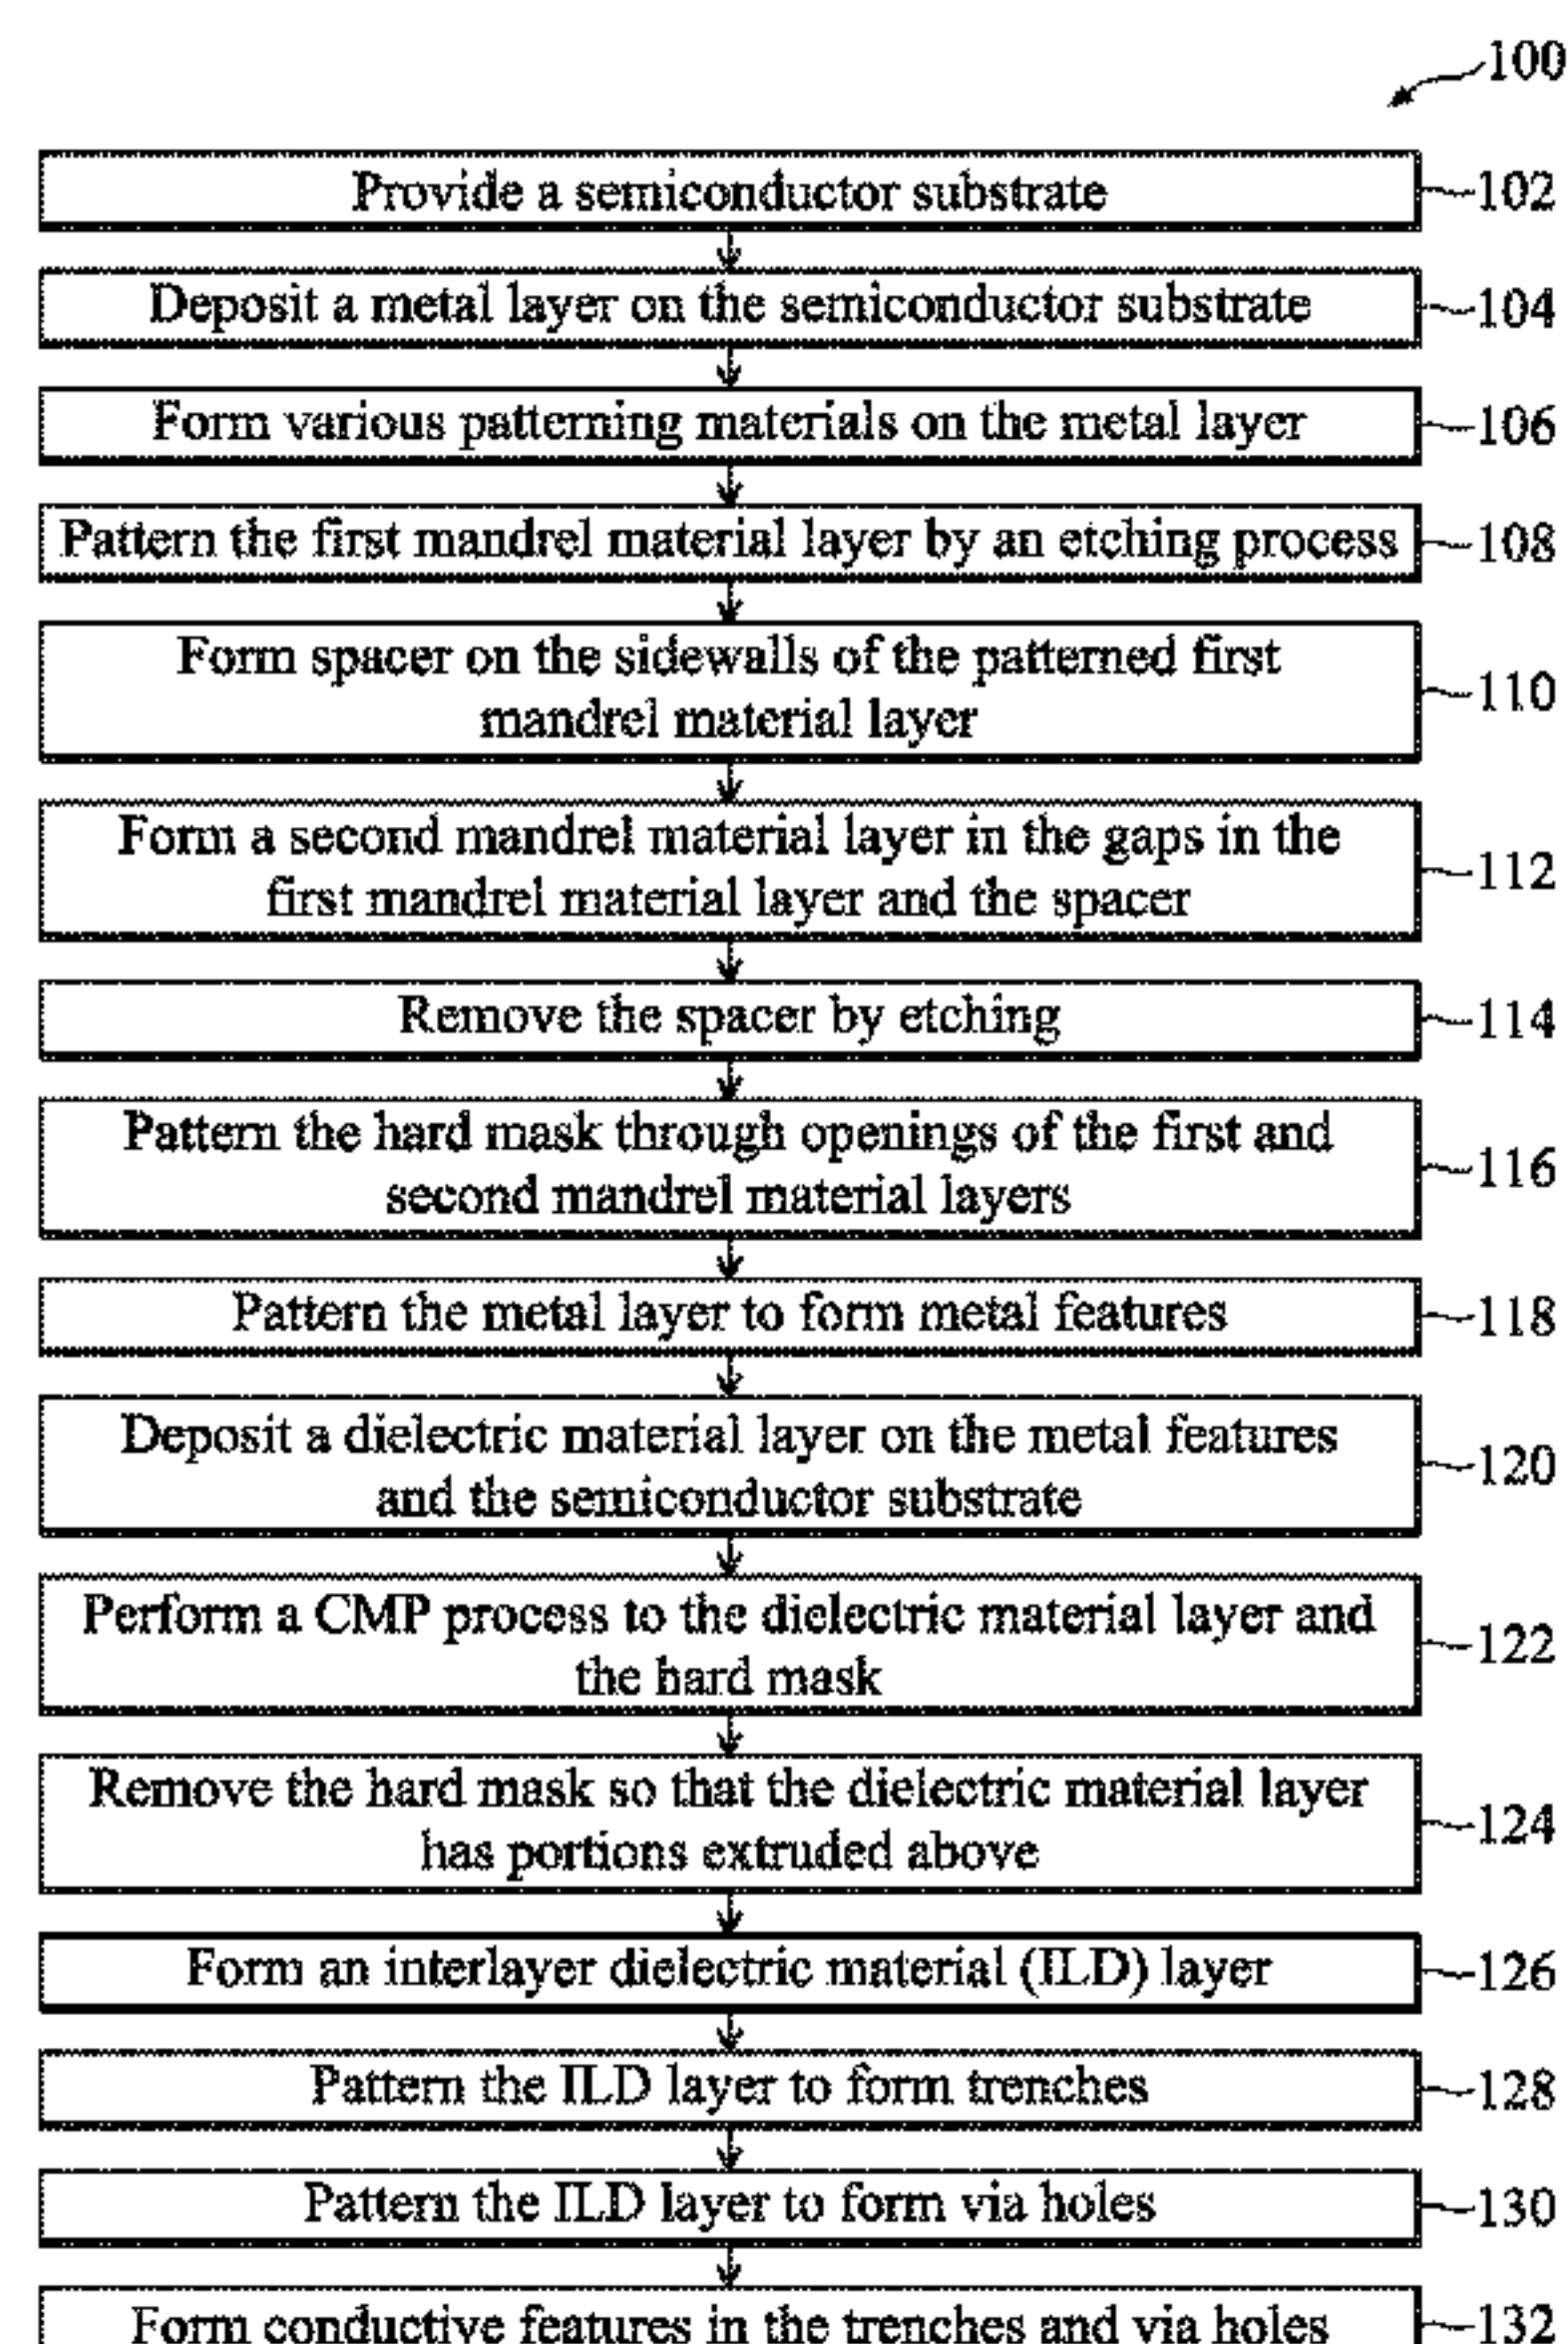 100
Provide a semiconductor substrate
102
Deposit a metal layer on the semiconductor substrate
104
Form various patterning materials on the metal layer
106
Pattern the first mandrel material layer by an etching process
108
Form spacer on the sidewalls of the patterned first
mandrel material layer
110
Form a second mandrel material layer in the gaps in the
first mandrel material layer and the spacer
112
Remove the spacer by etching
114
Pattern the hard mask through openings of the first and
second mandrel material layers
116
Pattern the metal layer to form metal features
118
Deposit a dielectric material layer on the metal features
and the semiconductor substrate
120
Perform a CMP process to the dielectric material layer and
the hard mask
122
Remove the hard mask so that the dielectric material layer
has portions extruded above
124
Form an interlayer dielectric material (ILD) layer
126
Pattern the ILD layer to form trenches
128
Pattern the ILD layer to form via holes
130
Form conductive features in the trenches and via holes
132